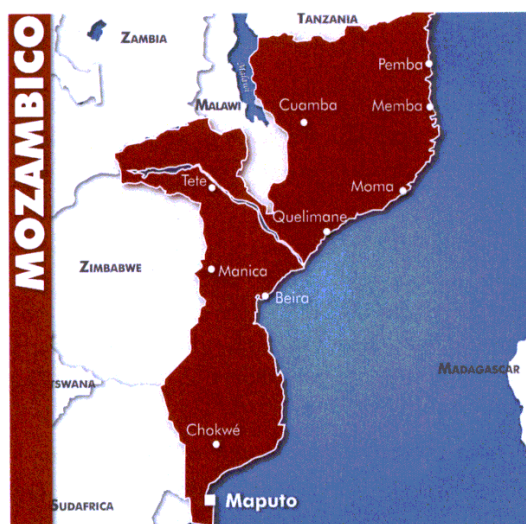 MOZAMBICO
TANZANIA
ZAMBIA
Pemba
Malawi
MALAWI
Memba
Cuamba
Tete
Moma
Quelimane
ZIMBABWE
Manica
Beira
TSWANA
MADAGASCAR
Chokwé
SUDAFRICA
Maputo